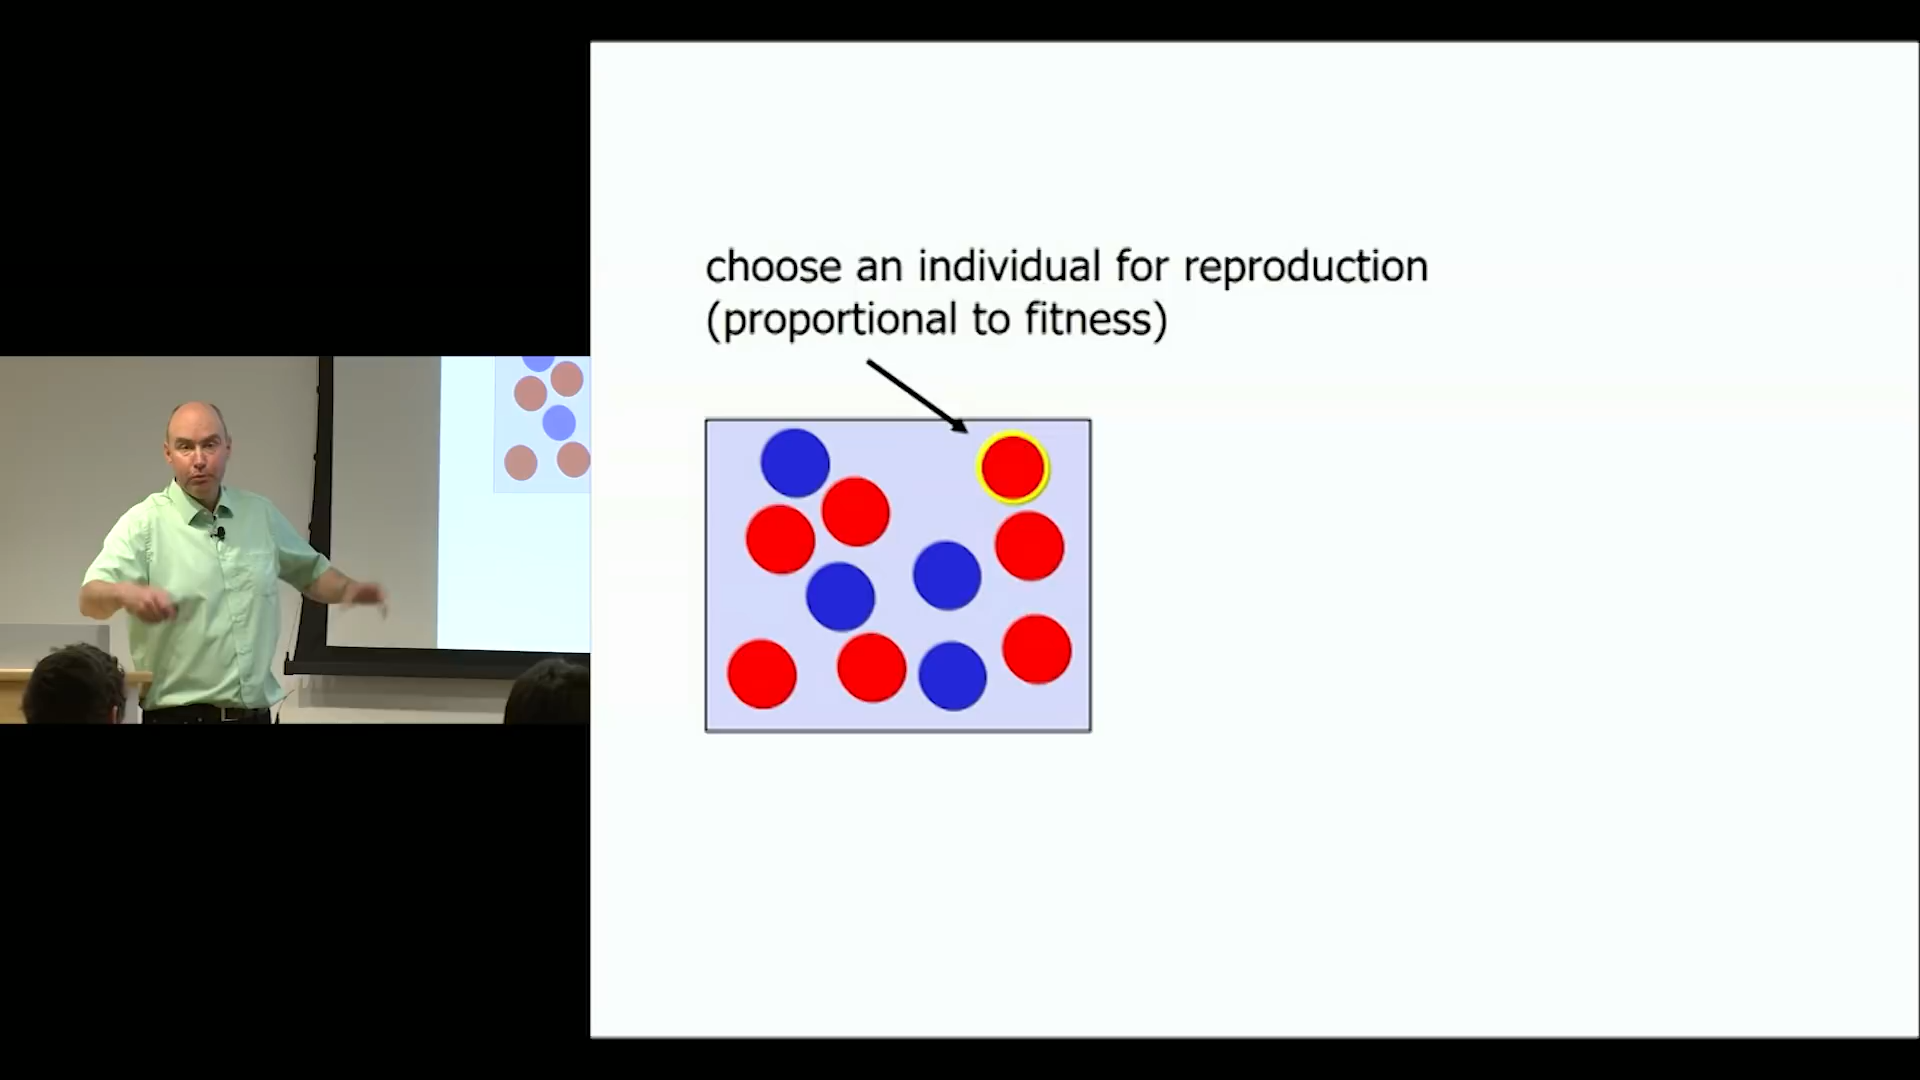 choose an individual for reproduction
(proportional to fitness)